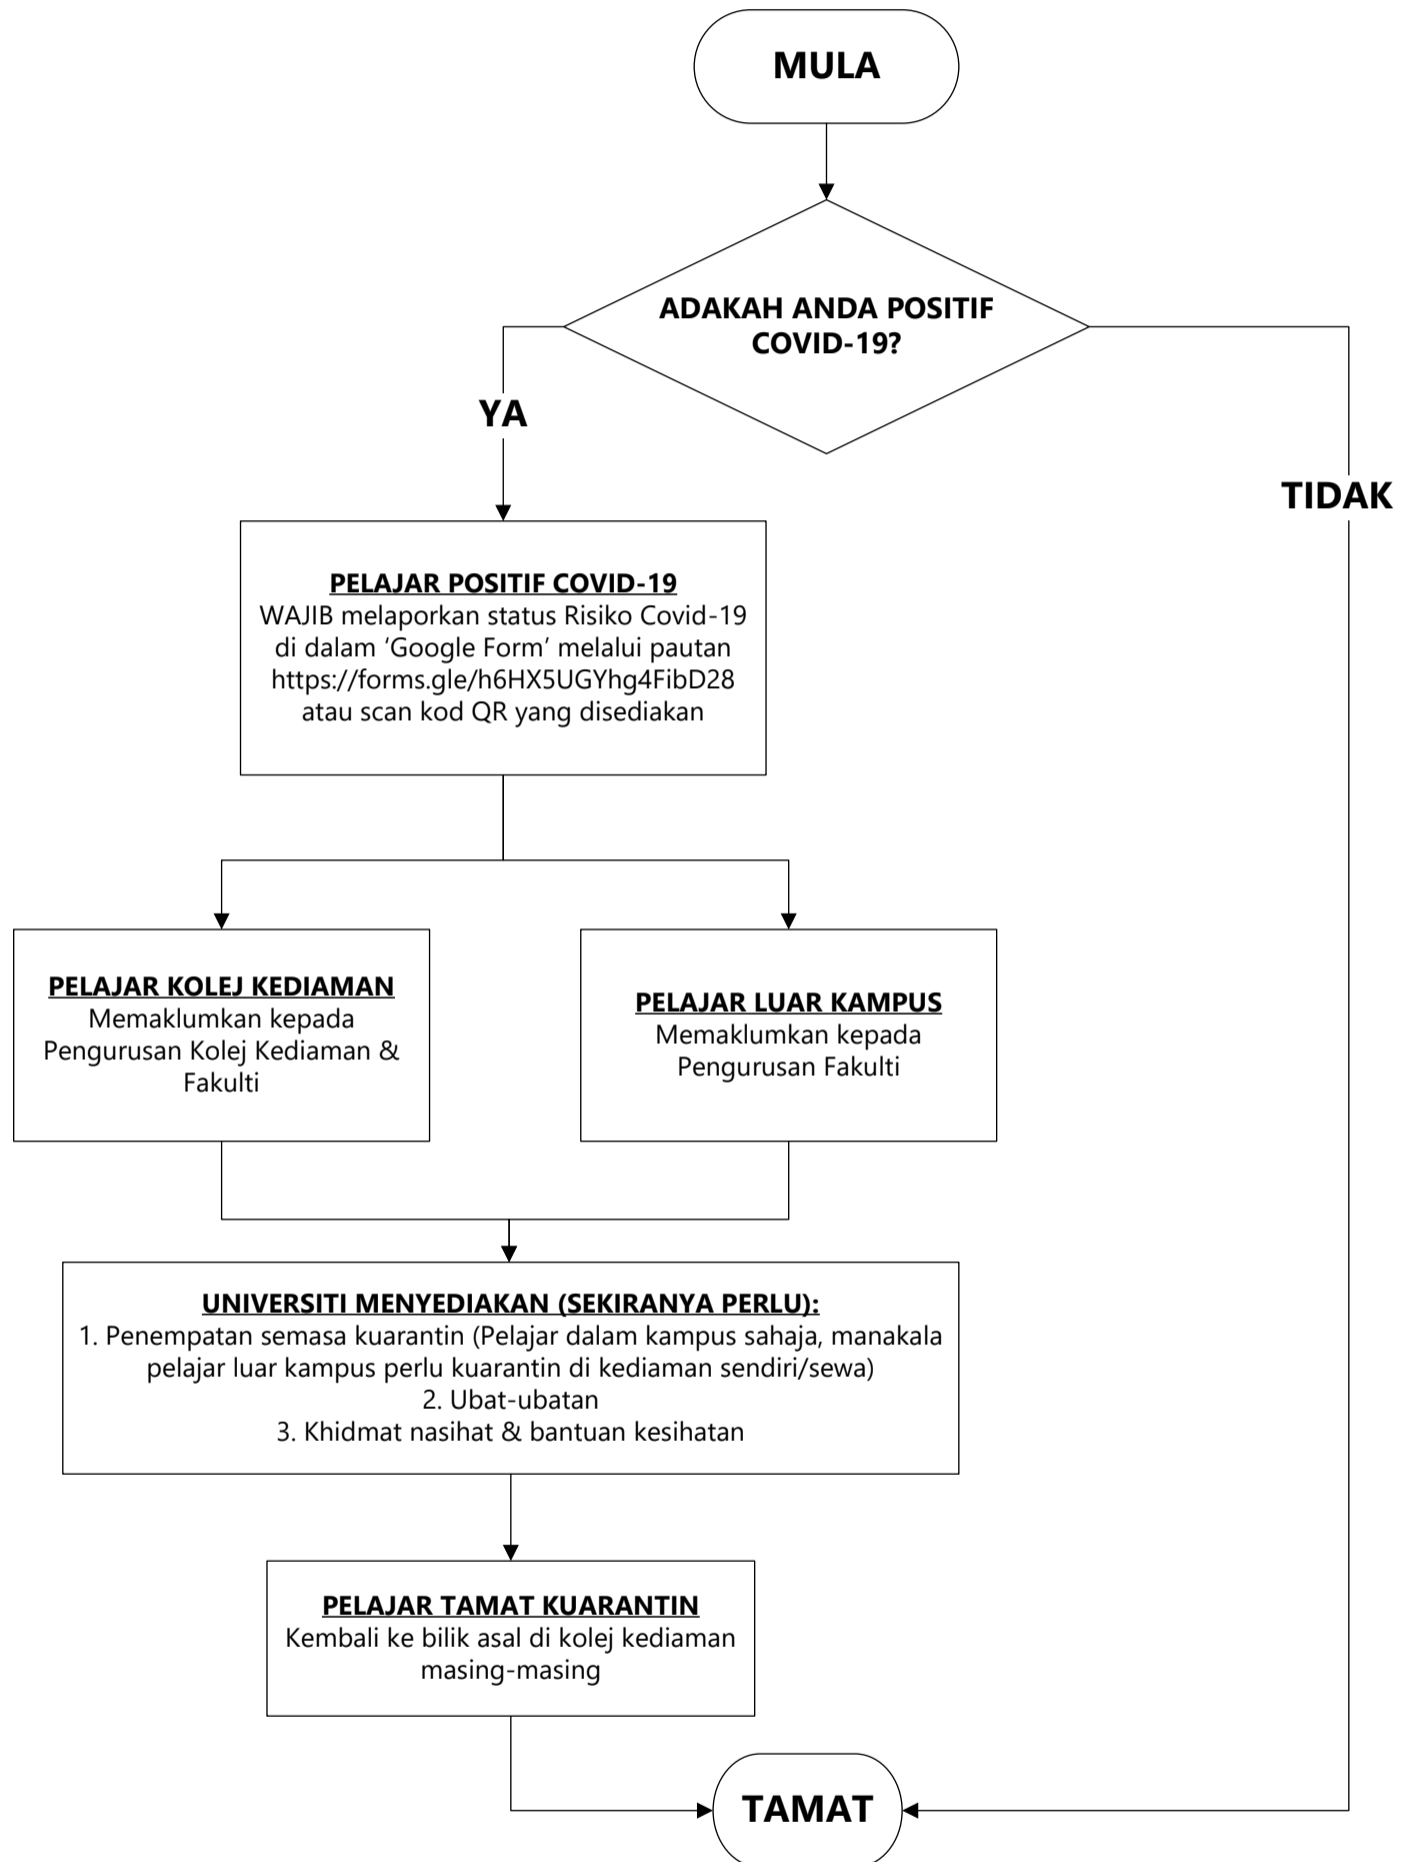 MULA
ADAKAH ANDA POSITIF
COVID-19?
YA
TIDAK
PELAJAR POSITIF COVID-19
WAJIB melaporkan status Risiko Covid-19
di dalam ‘Google Form’ melalui pautan
https://forms.gle/h6HX5UGYhg4FibD28
atau scan kod QR yang disediakan
PELAJAR KOLEJ KEDIAMAN
Memaklumkan kepada
Pengurusan Kolej Kediaman &
Fakulti
PELAJAR LUAR KAMPUS
Memaklumkan kepada
Pengurusan Fakulti
UNIVERSITI MENYEDIAKAN (SEKIRANYA PERLU):
1. Penempatan semasa kuarantin (Pelajar dalam kampus sahaja, manakala
pelajar luar kampus perlu kuarantin di kediaman sendiri/sewa)
2. Ubat-ubatan
3. Khidmat nasihat & bantuan kesihatan
PELAJAR TAMAT KUARANTIN
Kembali ke bilik asal di kolej kediaman
masing-masing
TAMAT